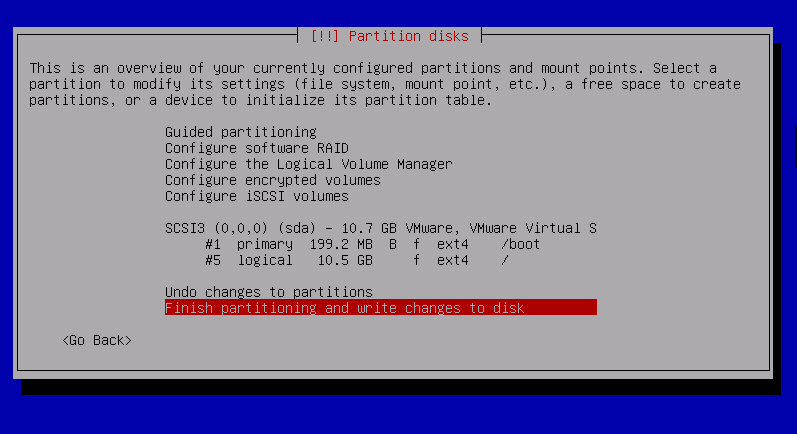 [!!] Partition disks
This is an overview of your currently configured partitions and mount points. Select a
partition to modify its settings (file system, mount point, etc.), a free space to create
partitions, or a device to initialize its partition table.
Guided partitioning
Configure software RAID
Configure the Logical Volume Manager
Configure encrypted volumes
Configure iSCSI volumes
SCSI3 (0,0,0) (sda) - 10.7 GB VMware, VMware Virtual S
#1 primary 199.2 MB B f ext4 /boot
#5 logical 10.5 GB f ext4 /
Undo changes to partitions
Finish partitioning and write changes to disk
<Go Back>